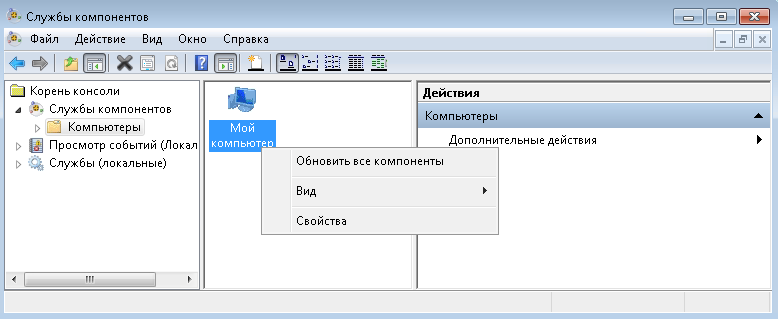 Службы компонентов
Файл Действие Вид Окно Справка
Корень консоли
Службы компонентов
Компьютеры
Просмотр событий (Локал
Службы (локальные)
Мой
компьютер
Обновить все компоненты
Вид
Свойства
Действия
Компьютеры
Дополнительные действия